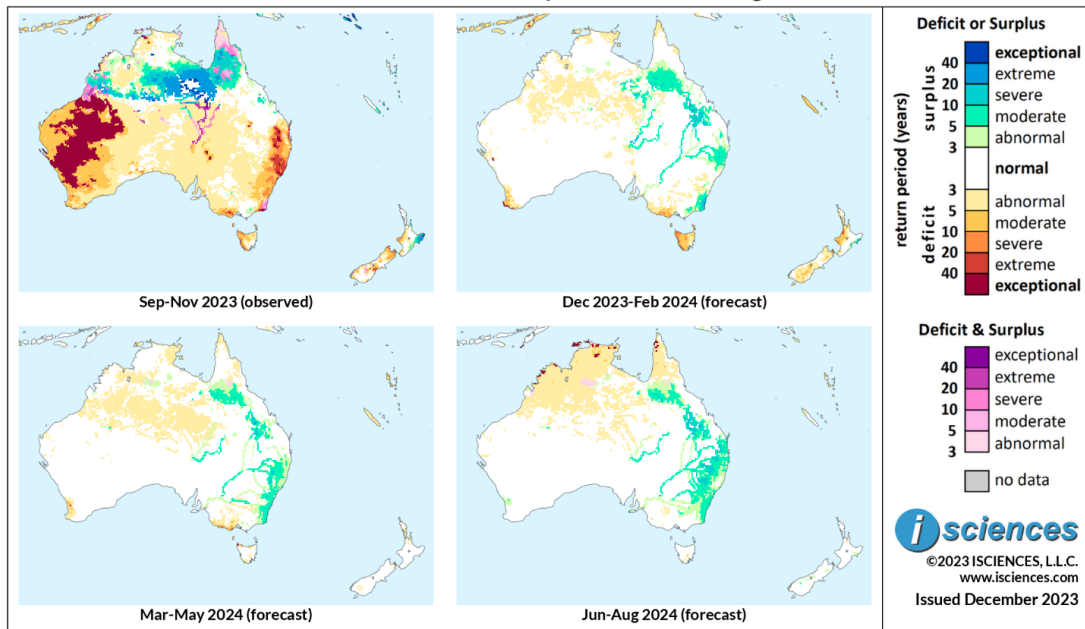 Sep-Nov 2023 (observed)
Dec 2023-Feb 2024 (forecast)
Mar-May 2024 (forecast)
Jun-Aug 2024 (forecast)
Deficit or Surplus
return period (years)
surplus
deficit
exceptional
40
extreme
20
severe
10
moderate
5
abnormal
3
normal
3
abnormal
5
moderate
10
severe
20
extreme
40
exceptional
Deficit & Surplus
exceptional
40
extreme
20
severe
10
moderate
5
abnormal
3
no data
i sciences
©2023 ISCIENCES, L.L.C.
www.isciences.com
Issued December 2023